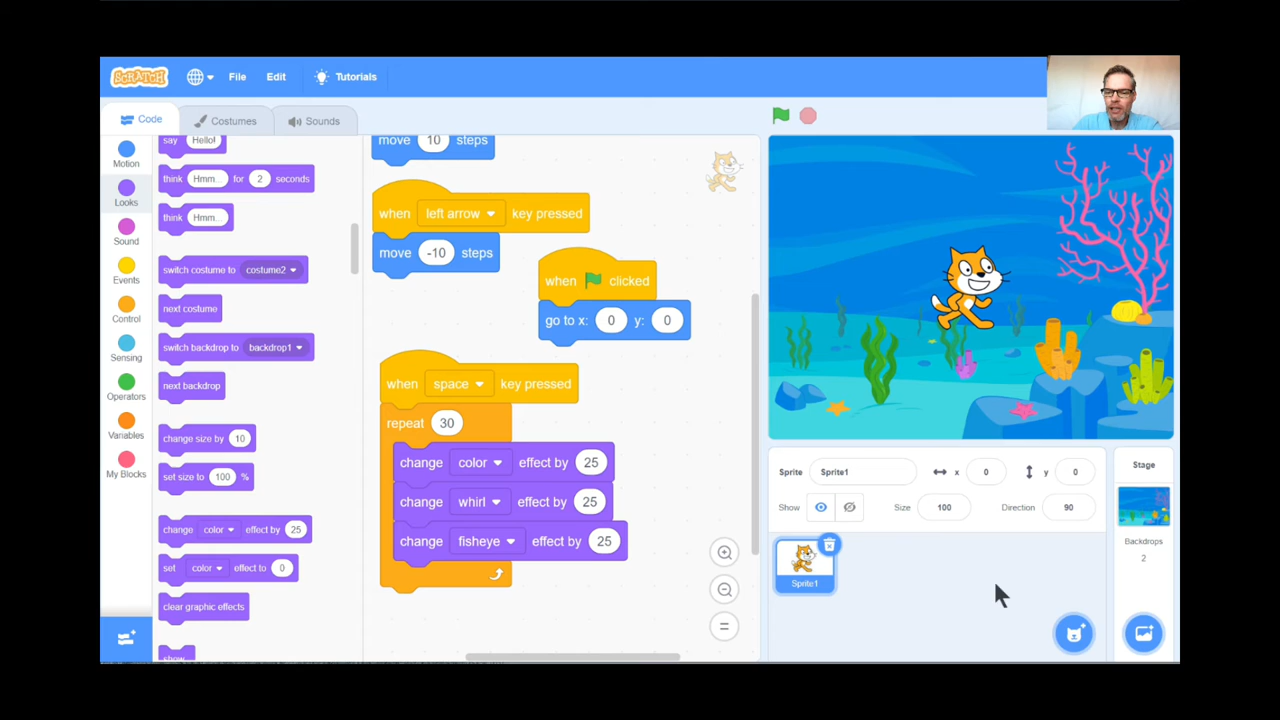 SCRATCH
File
Edit
Tutorials
Code
Costumes
Sounds
Motion
Looks
Sound
Events
Control
Sensing
Operators
Variables
My Blocks
say Hello!
think Hmm... for 2 seconds
think Hmm...
switch costume to costume2
next costume
switch backdrop to backdrop1
next backdrop
change size by 10
set size to 100 %
change color effect by 25
set color effect to 0
clear graphic effects
show
move 10 steps
when left arrow key pressed
move -10 steps
when clicked
go to x: 0 y: 0
when space key pressed
repeat 30
change color effect by 25
change whirl effect by 25
change fisheye effect by 25
Sprite Sprite1 x 0 y 0
Show Size 100 Direction 90
Sprite1
Stage
Backdrops
2